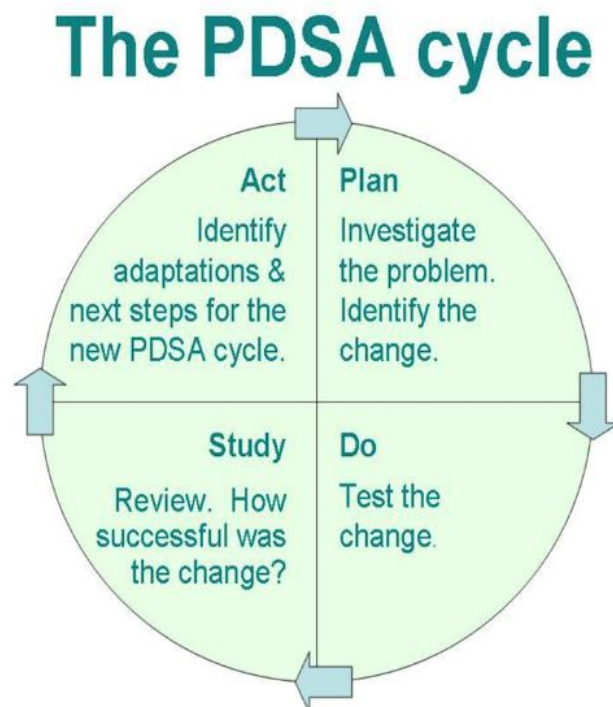 The PDSA cycle
Act
Identify
adaptations &
next steps for the
new PDSA cycle.
Plan
Investigate
the problem.
Identify the
change.
Study
Review.  How
successful was
the change?
Do
Test the
change.